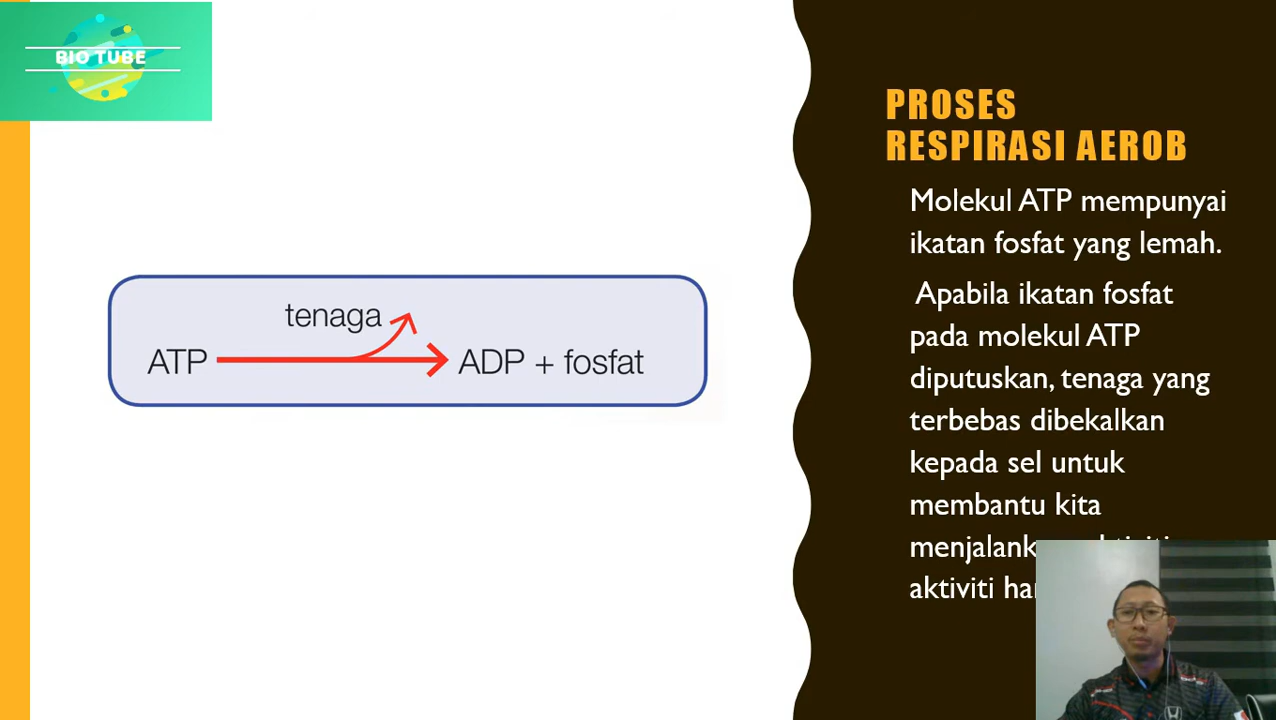 BIO TUBE
PROSES
RESPIRASI AEROB
Molekul ATP mempunyai
ikatan fosfat yang lemah.
Apabila ikatan fosfat
pada molekul ATP
diputuskan, tenaga yang
terbebas dibekalkan
kepada sel untuk
membantu kita
aktiviti
tenaga
ATP
ADP + fosfat